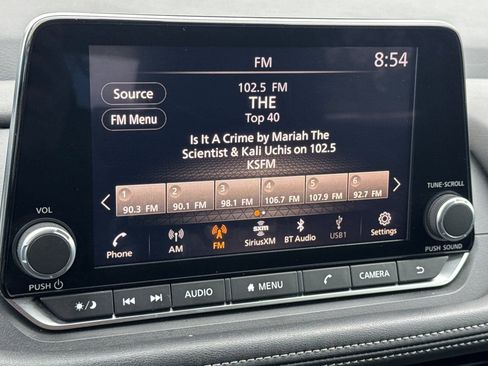 FM
8:54
Source
FM Menu
102.5 FM
THE
Top 40
Is It A Crime by Mariah The
Scientist & Kali Uchis on 102.5
KSFM
1 2 3 4 5 6
90.3 FM 90.1 FM 98.1 FM 106.7 FM 107.9 FM 92.7 FM
sxm
Phone AM FM SiriusXM BT Audio USB1 Settings
VOL
PUSH
TUNE·SCROLL
PUSH SOUND
AUDIO MENU CAMERA